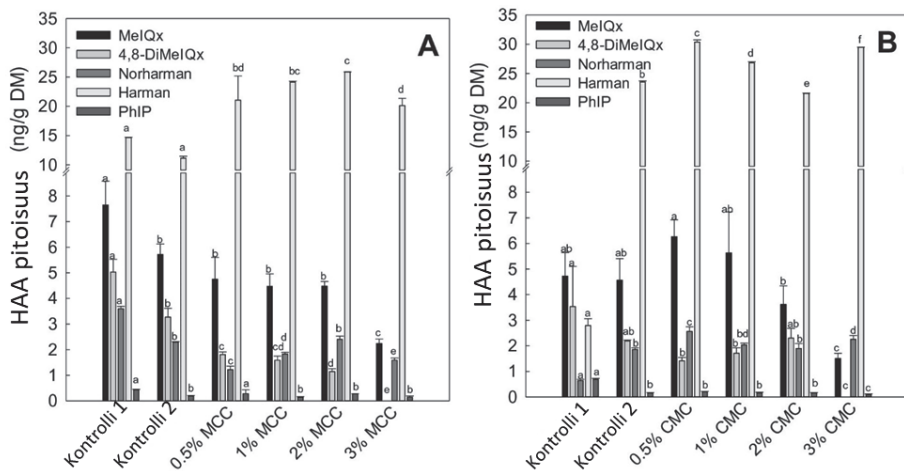 A
MeIQx
4,8-DiMeIQx
Norharman
Harman
PhIP
HAA pitoisuus (ng/g DM)
35
30
25
20
15
10
8
7
6
5
4
3
2
1
0
a a a a a
b b b a b
b c c bd a
b cd d bc b
b d b c b
c e e d b
Kontrolli 1
Kontrolli 2
0.5% MCC
1% MCC
2% MCC
3% MCC
B
MeIQx
4,8-DiMeIQx
Norharman
Harman
PhIP
HAA pitoisuus (ng/g DM)
35
30
25
20
15
10
8
7
6
5
4
3
2
1
0
ab a a a a
ab ab ab b b
a b c c b
ab ab bd d b
b ab ab e b
c c d f c
Kontrolli 1
Kontrolli 2
0.5% CMC
1% CMC
2% CMC
3% CMC